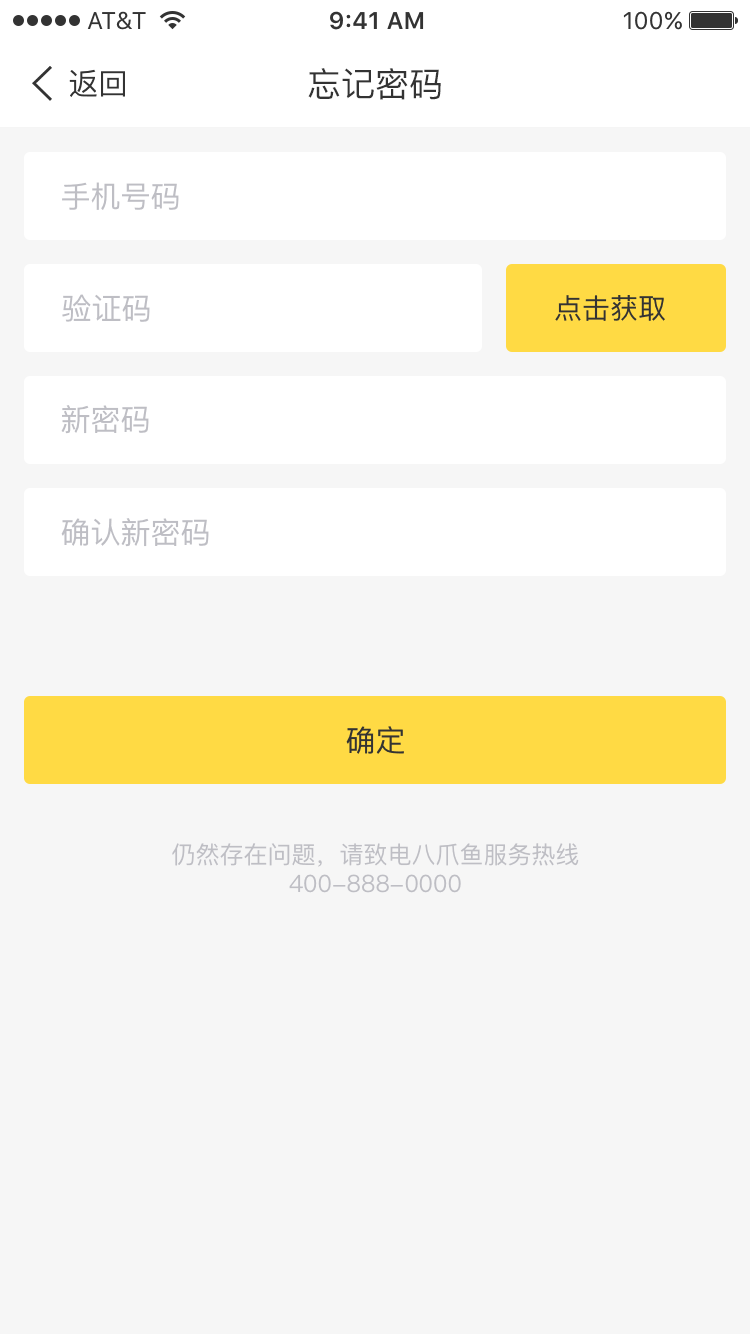 AT&T 9:41 AM 100%
返回 忘记密码
手机号码
验证码 点击获取
新密码
确认新密码
确定
仍然存在问题，请致电八爪鱼服务热线
400–888–0000